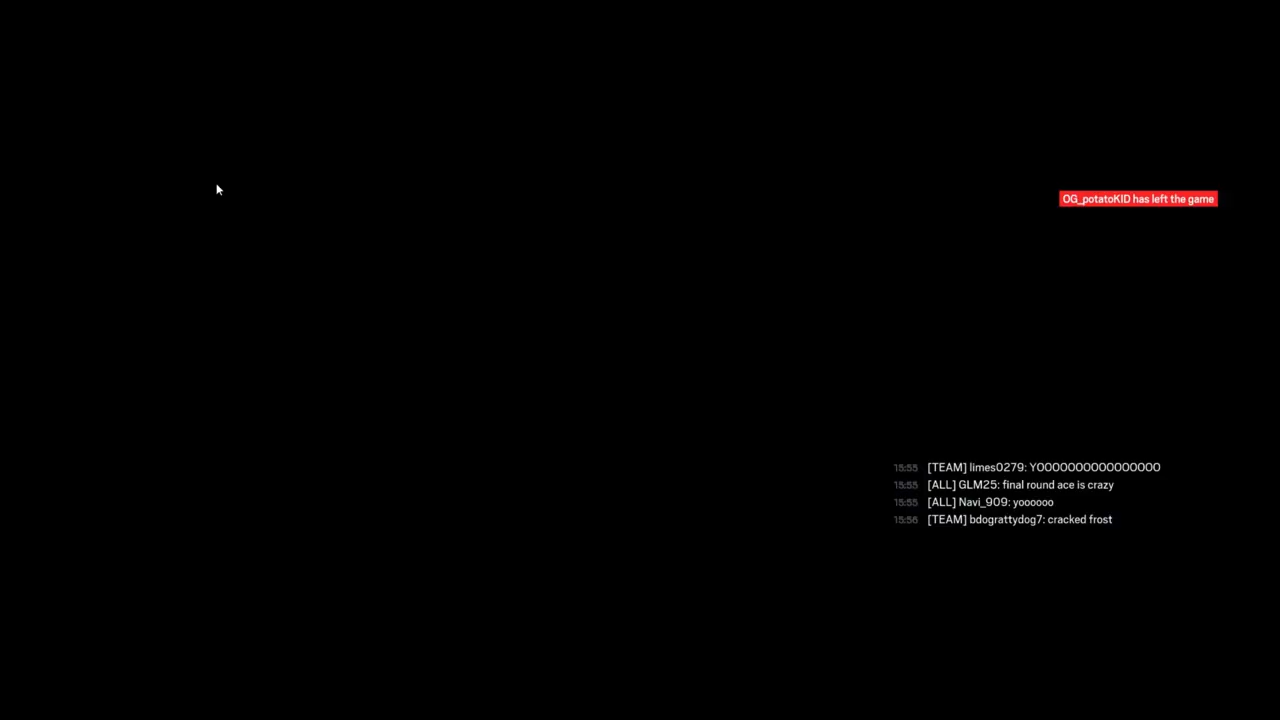 OG_potatoKID has left the game
15:55 [TEAM] limes0279: YOOOOOOOOOOOOOOOO
15:55 [ALL] GLM25: final round ace is crazy
15:55 [ALL] Navi_909: yoooooo
15:56 [TEAM] bdograttydog7: cracked frost